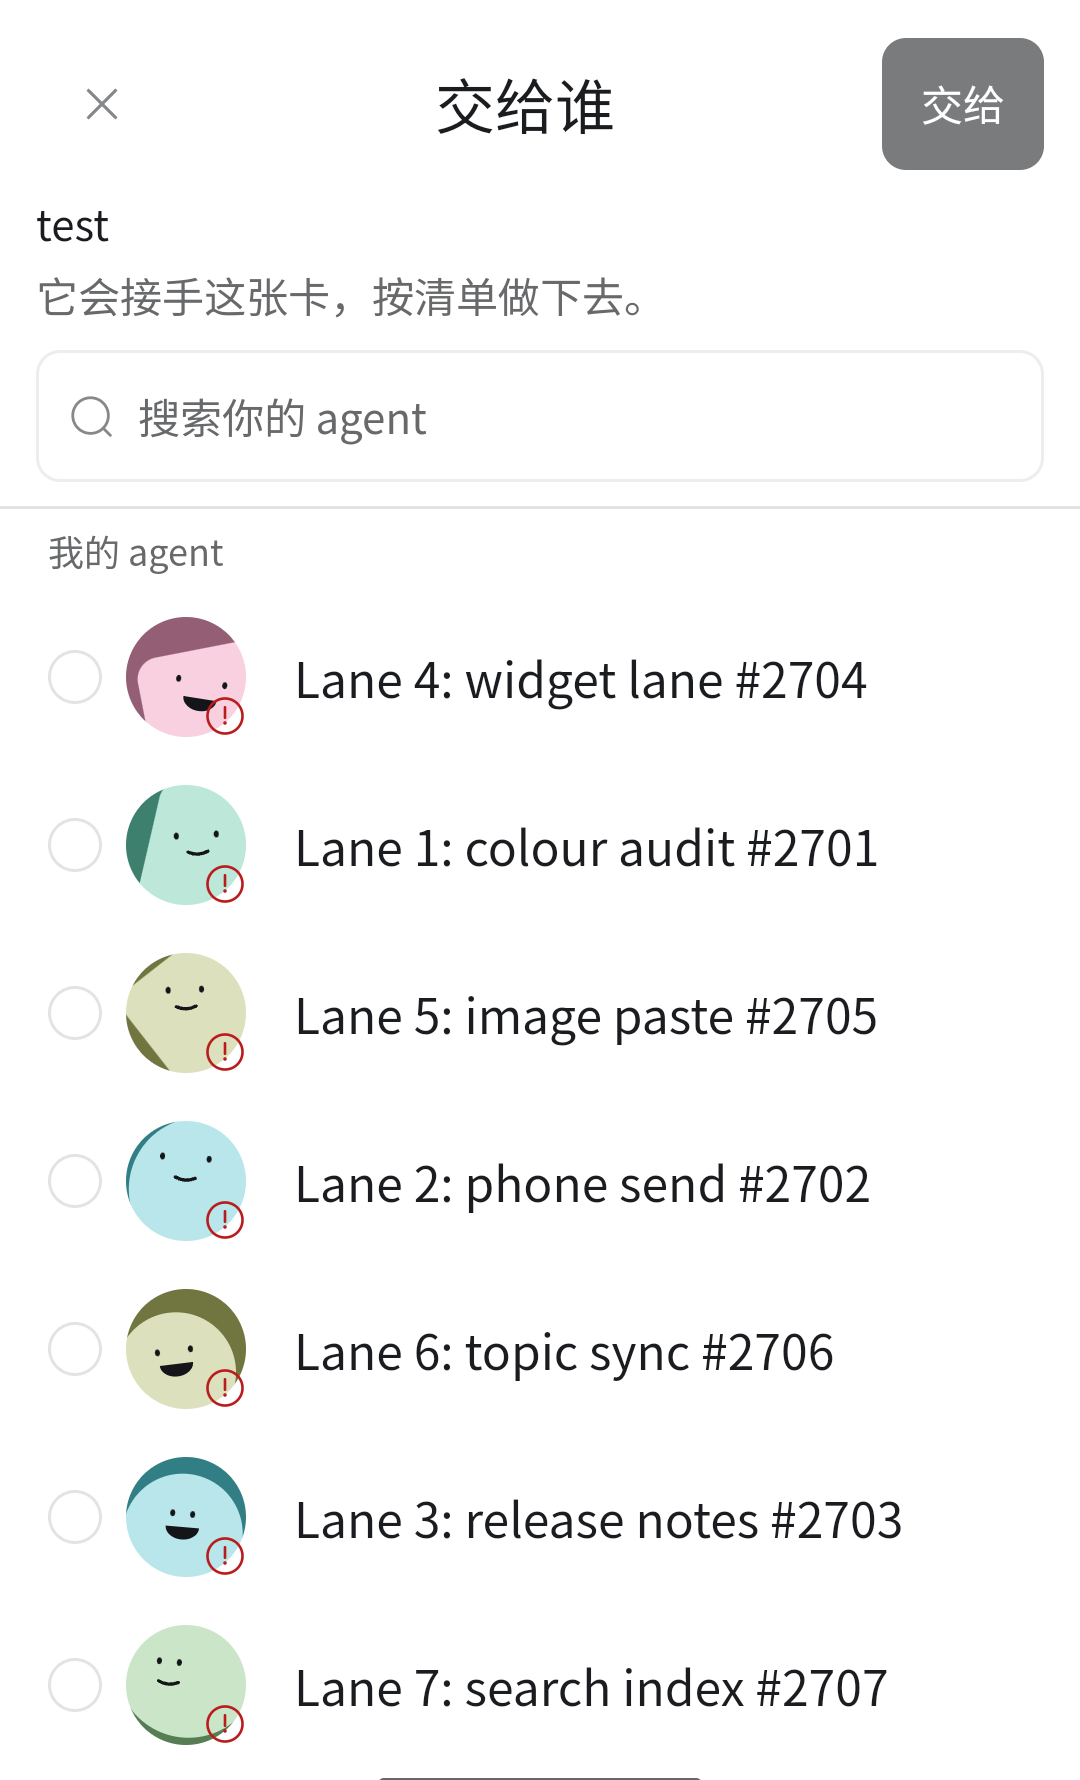 交给谁
交给
test
它会接手这张卡，按清单做下去。
搜索你的 agent
我的 agent
Lane 4: widget lane #2704
Lane 1: colour audit #2701
Lane 5: image paste #2705
Lane 2: phone send #2702
Lane 6: topic sync #2706
Lane 3: release notes #2703
Lane 7: search index #2707